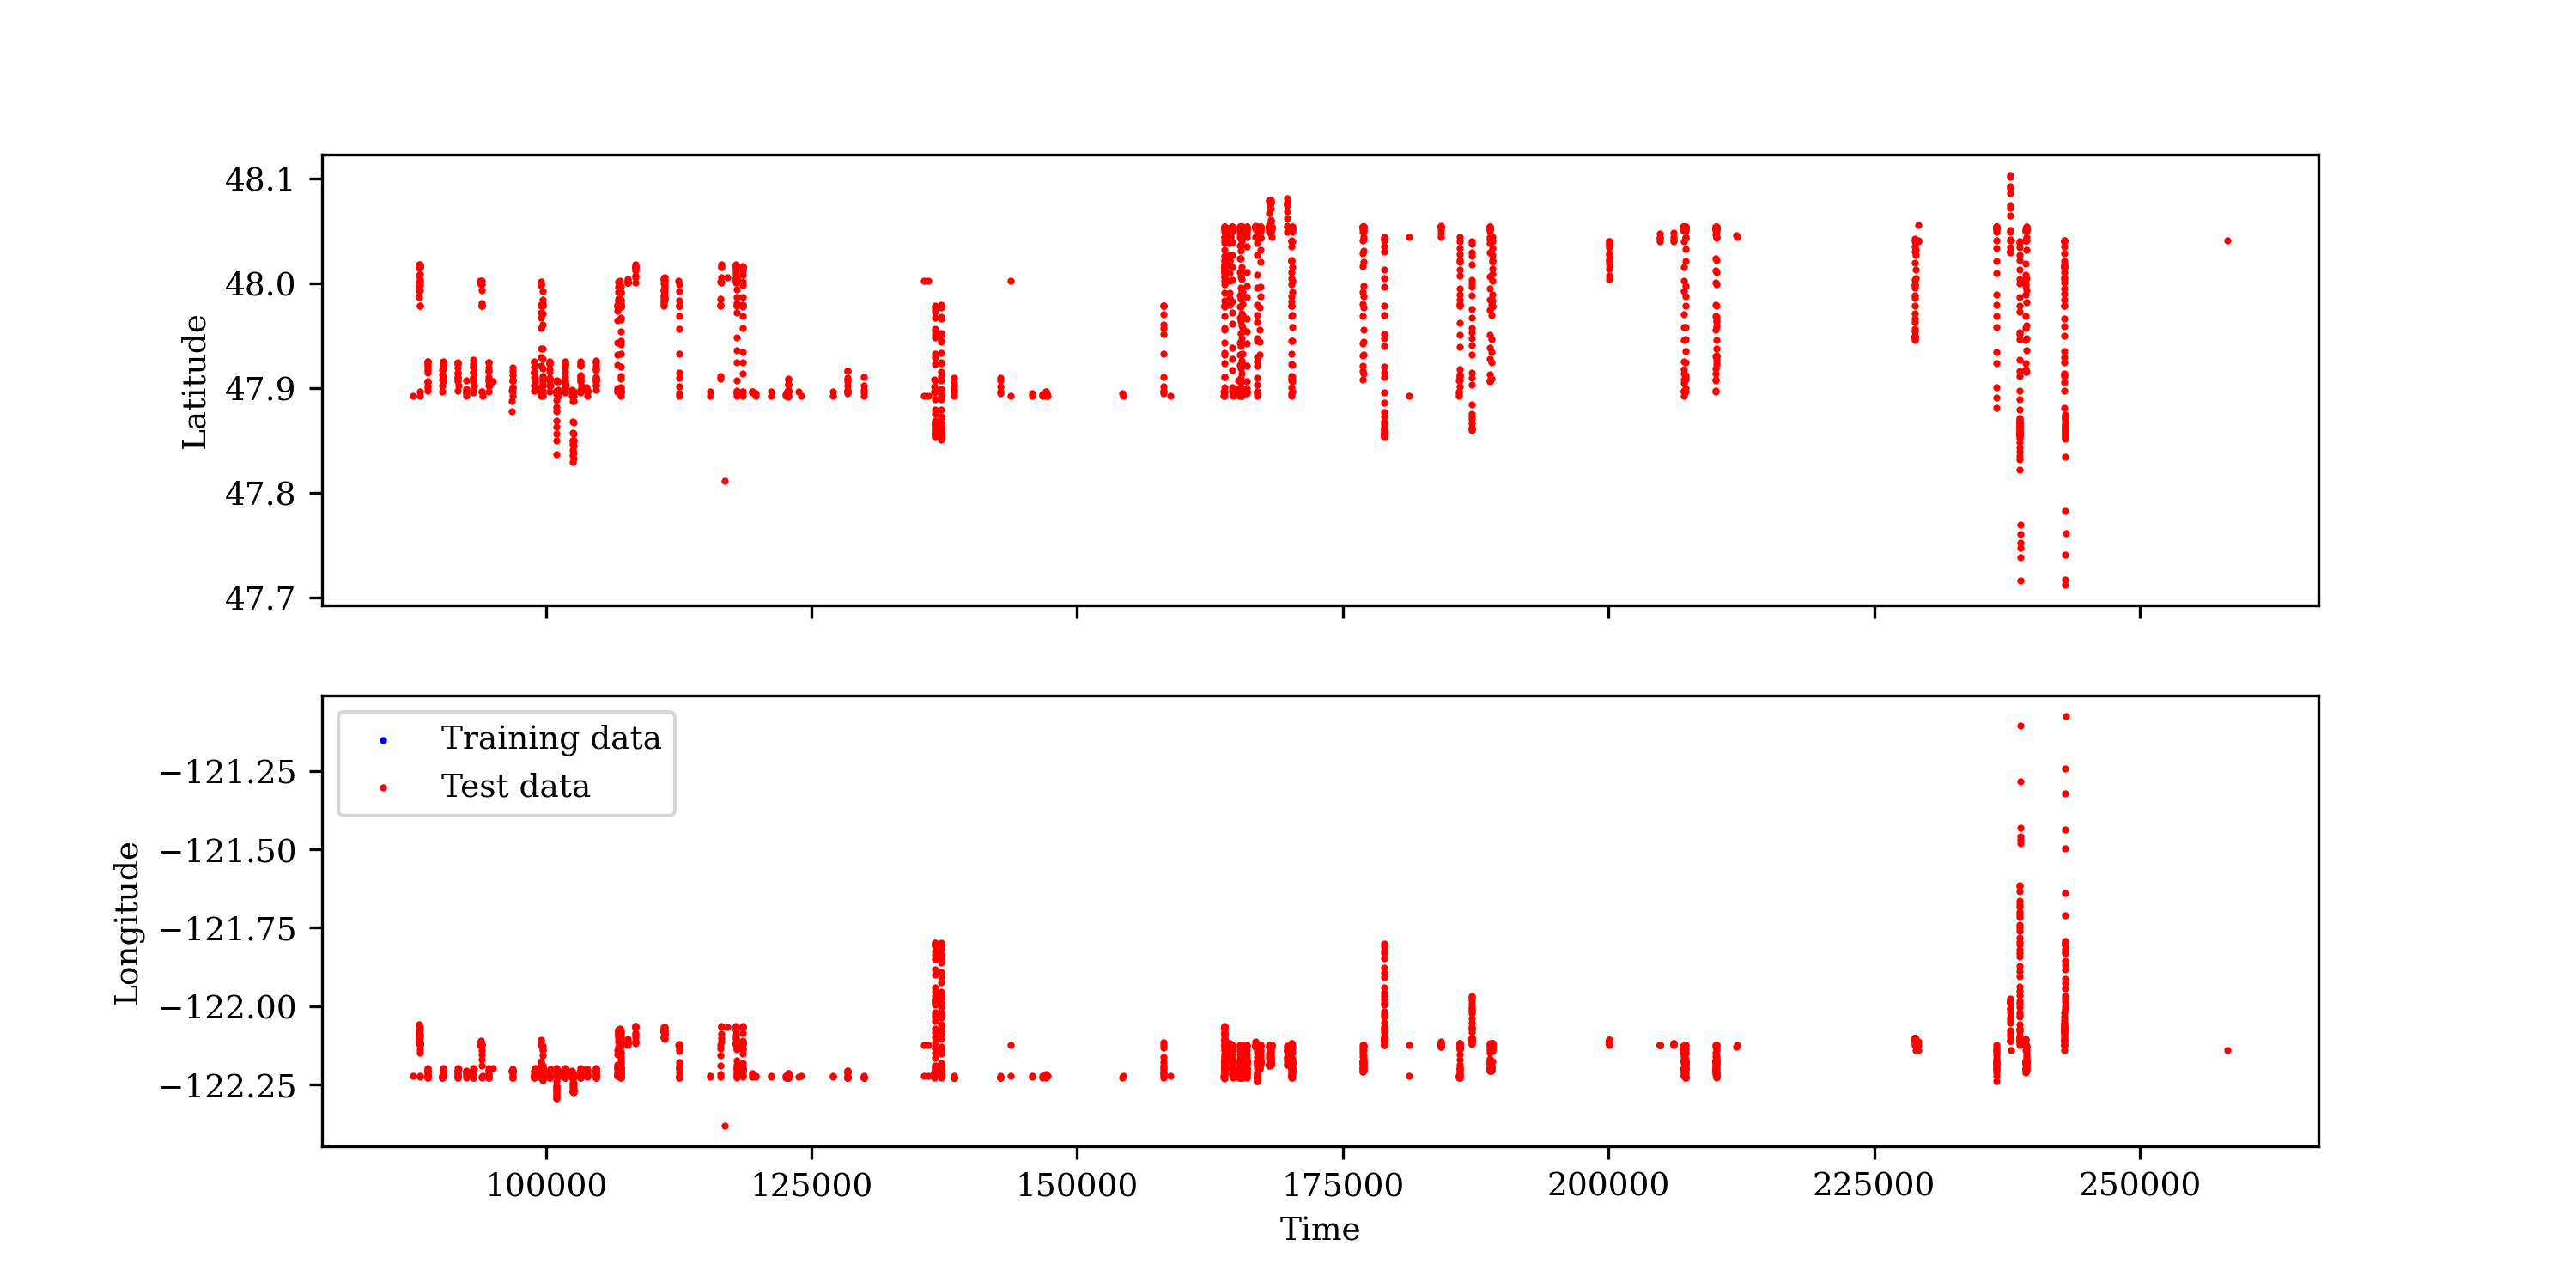 48.1
48.0
47.9
47.8
47.7
Latitude
Training data
Test data
−121.25
−121.50
−121.75
−122.00
−122.25
Longitude
100000 125000 150000 175000 200000 225000 250000
Time